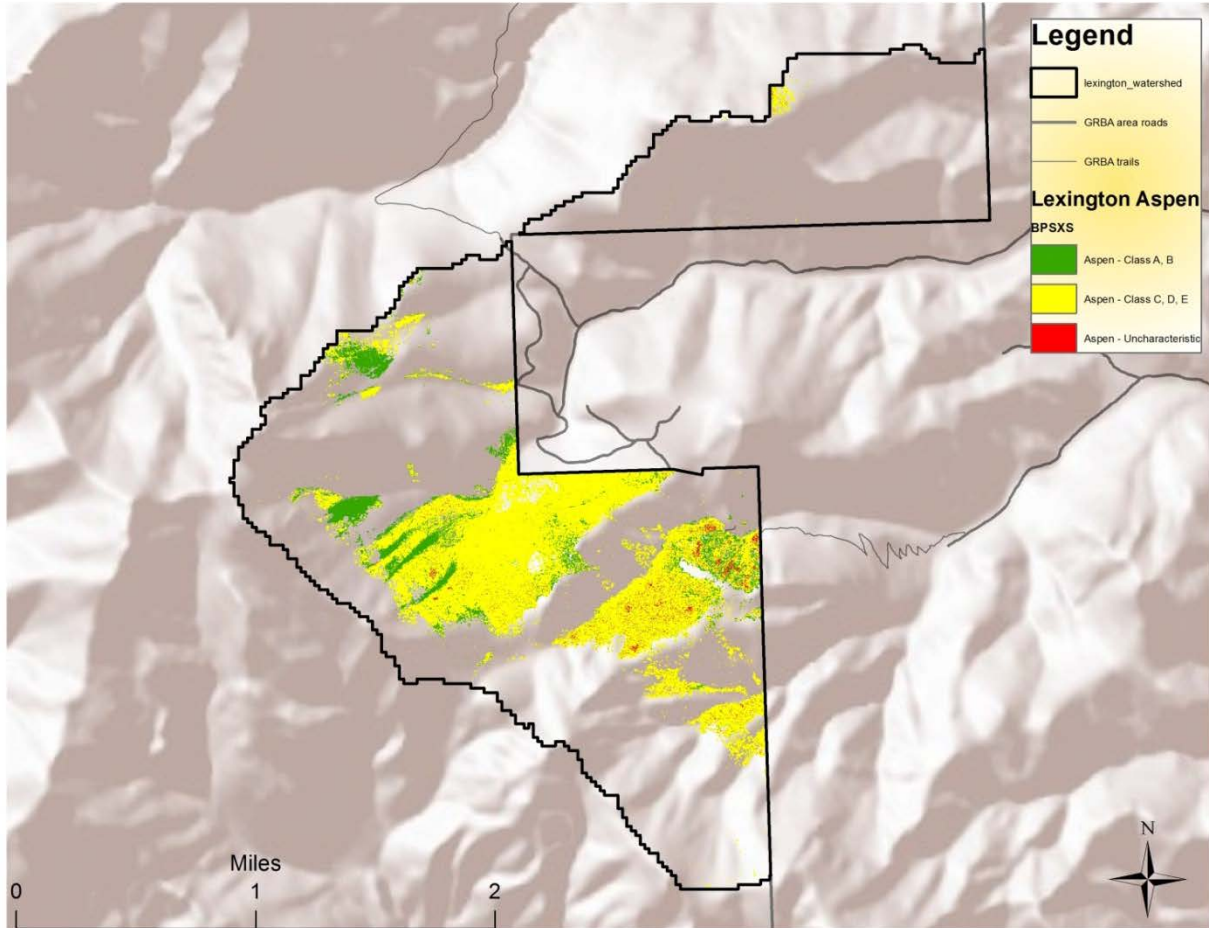 Legend
lexington_watershed
GRBA area roads
GRBA trails
Lexington Aspen
BPSXS
Aspen - Class A, B
Aspen - Class C, D, E
Aspen - Uncharacteristic
N
Miles
0 1 2